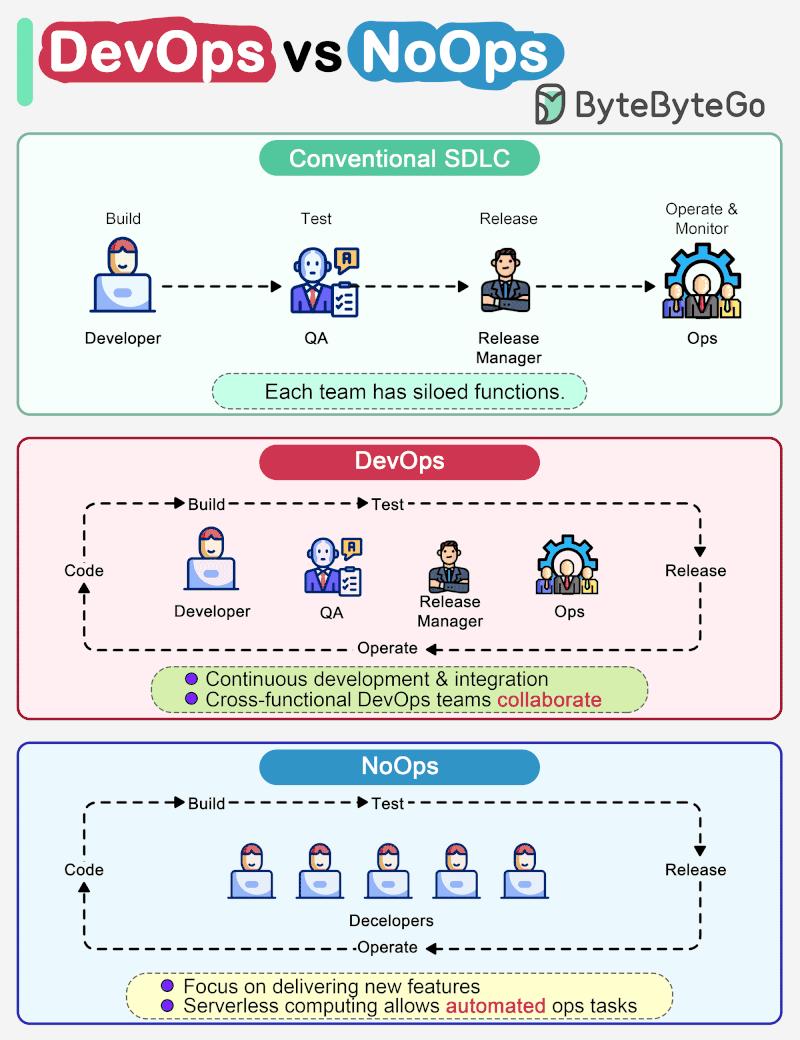 DevOps vs NoOps
ByteByteGo
Conventional SDLC
Build
Test
Release
Operate &
Monitor
A
Developer
QA
Release
Manager
Ops
Each team has siloed functions.
DevOps
Build
Test
A
Code
Release
Developer
QA
Release
Manager
Ops
Operate
Continuous development & integration
Cross-functional DevOps teams collaborate
NoOps
Build
Test
Code
Release
Decelopers
Operate
Focus on delivering new features
Serverless computing allows automated ops tasks